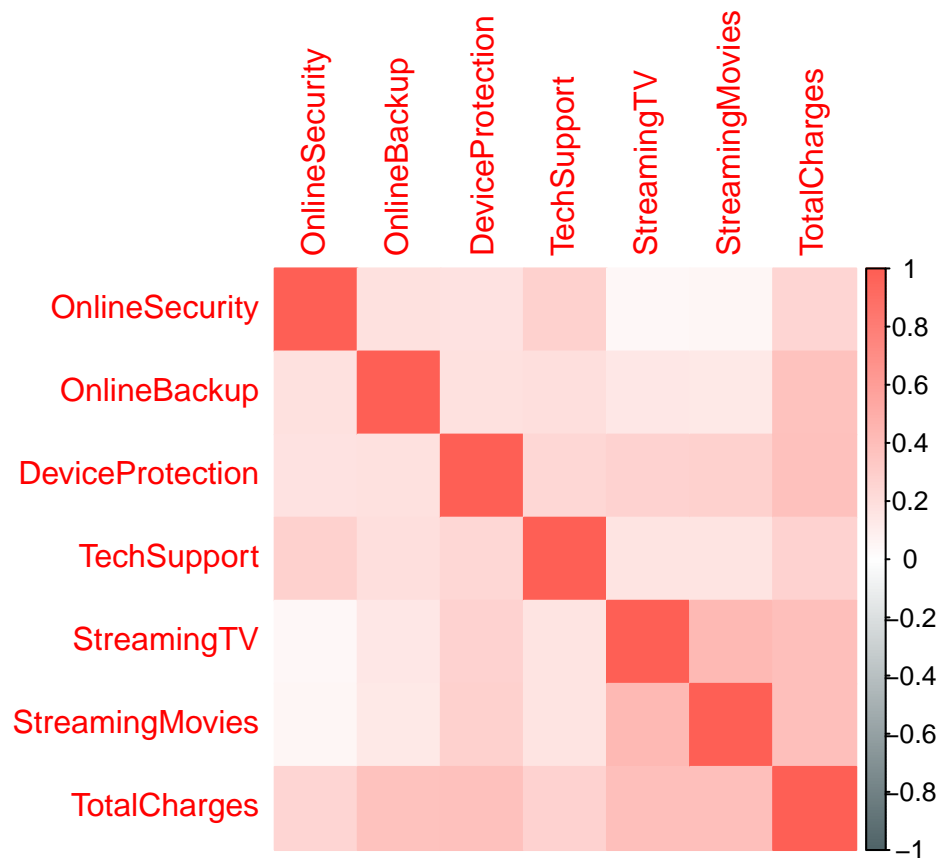 OnlineSecurity
OnlineBackup
DeviceProtection
TechSupport
StreamingTV
StreamingMovies
TotalCharges
OnlineSecurity
OnlineBackup
DeviceProtection
TechSupport
StreamingTV
StreamingMovies
TotalCharges
1
0.8
0.6
0.4
0.2
0
−0.2
−0.4
−0.6
−0.8
−1